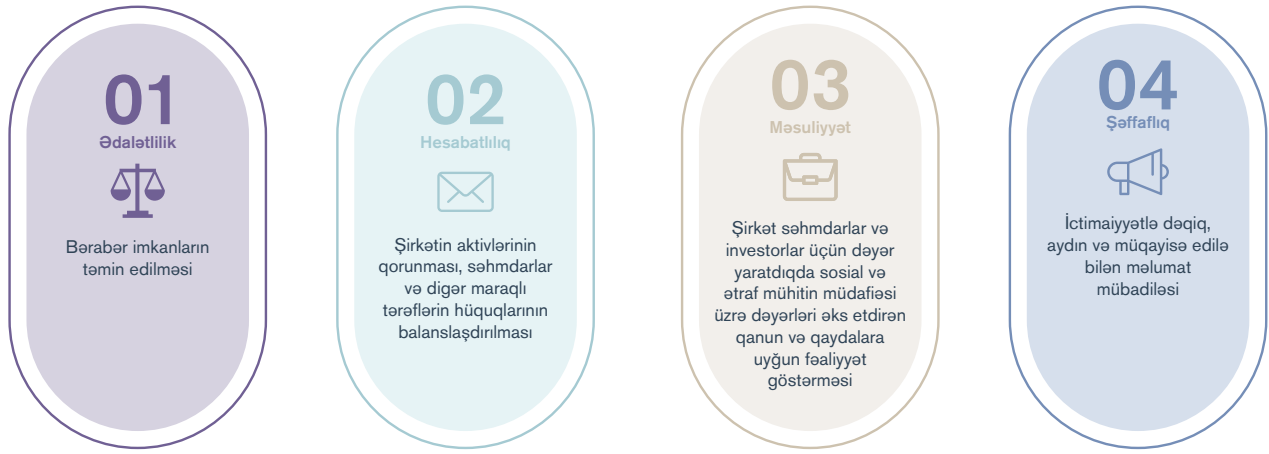 01
Ədalətlilik
Bərabər imkanların
təmin edilməsi
02
Hesabatlılıq
Şirkətin aktivlərinin
qorunması, səhmdarlar
və digər maraqlı
tərəflərin hüquqlarının
balanslaşdırılması
03
Məsuliyyət
Şirkət səhmdarlar və
investorlar üçün dəyər
yaratdıqda sosial və
ətraf mühitin müdafiəsi
üzrə dəyərləri əks etdirən
qanun və qaydalara
uyğun fəaliyyət
göstərməsi
04
Şəffaflıq
İctimaiyyətlə dəqiq,
aydın və müqayisə edilə
bilən məlumat
mübadiləsi